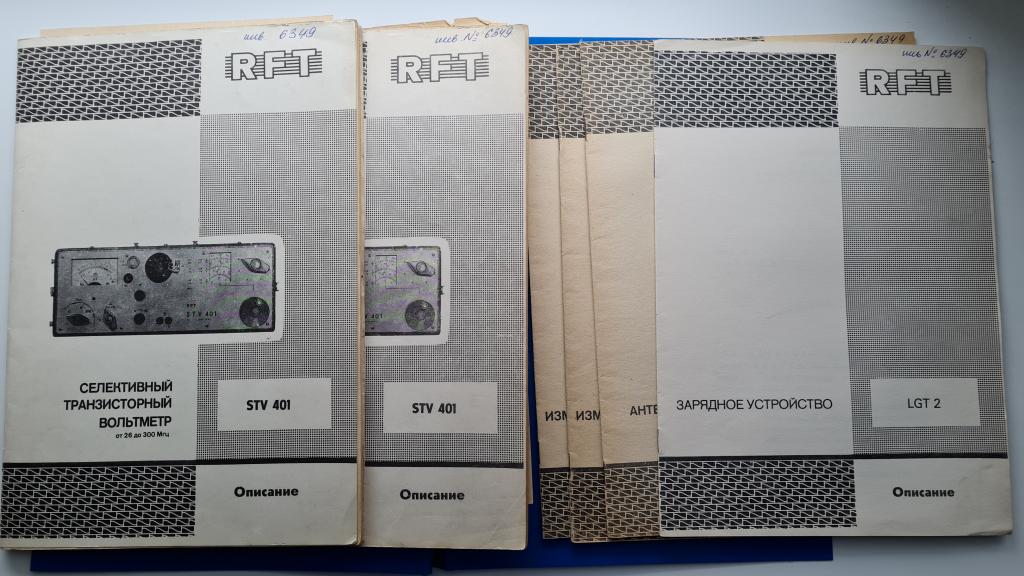 инв 6349
RFT
STV 401
СЕЛЕКТИВНЫЙ
ТРАНЗИСТОРНЫЙ
ВОЛЬТМЕТР
от 26 до 300 Мгц
STV 401
Описание
инв № 6349
RFT
STV 401
Описание
ИЗМ
ИЗМ
АНТЕ
инв № 6349
инв № 6349
RFT
ЗАРЯДНОЕ УСТРОЙСТВО
LGT 2
Описание